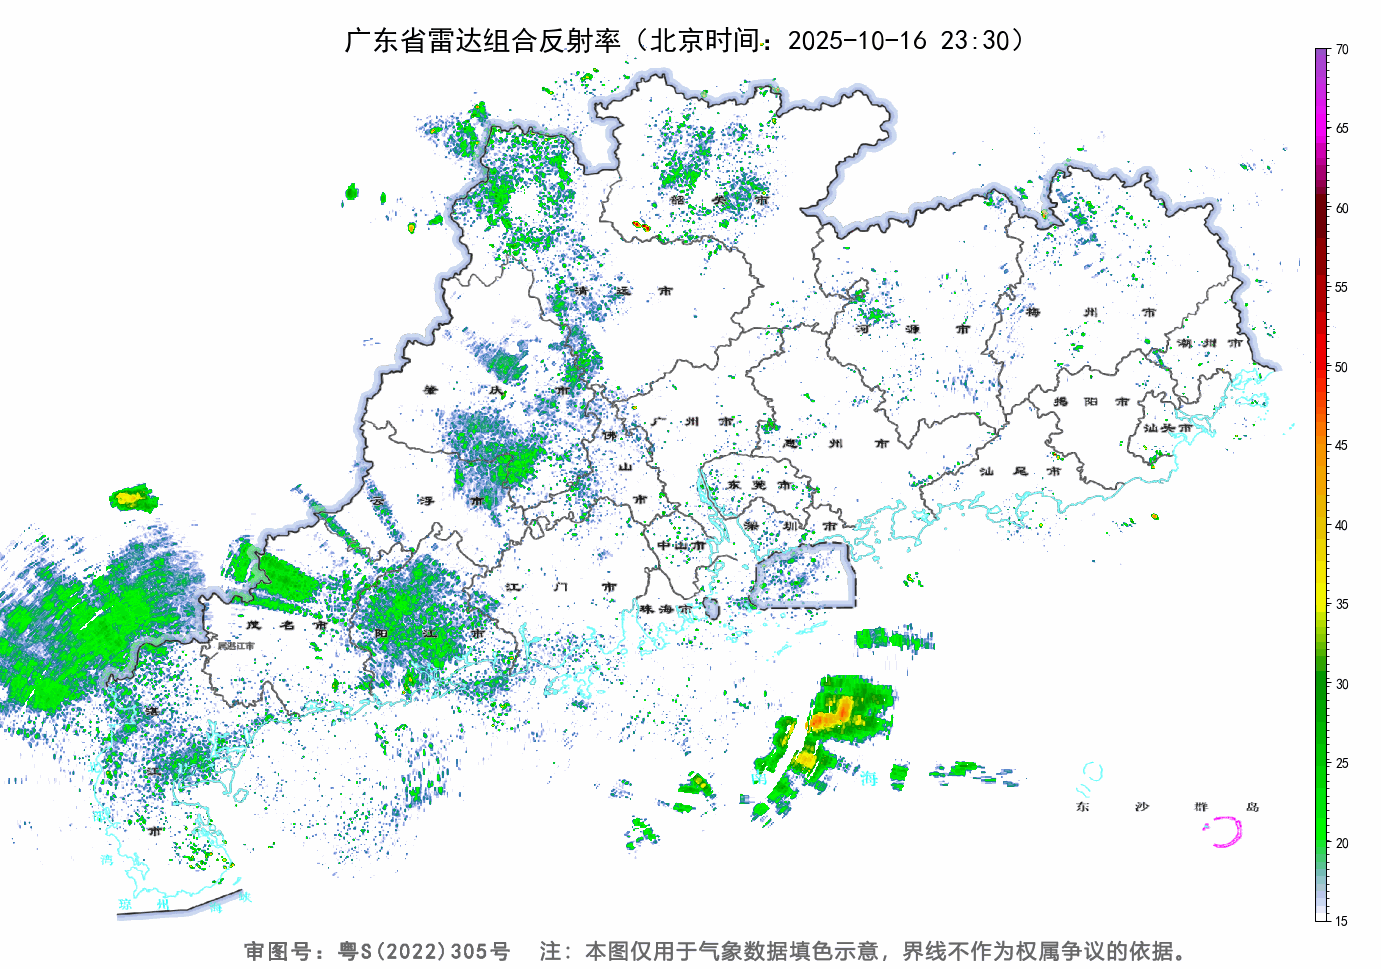 广东省雷达组合反射率（北京时间：2025-10-16 23:30）
70
65
60
55
50
45
40
35
30
25
20
15
韶 关 市
清 远 市
河 源 市
梅 州 市
潮 州 市
肇 庆 市
广 州 市
惠 州 市
揭 阳 市
汕头市
佛 山 市
云 浮 市
东 莞 市
汕 尾 市
深 圳 市
中山市
江 门 市
珠海市
茂 名 市
阳 江 市
属湛江市
湛 江 市
南 海
东 沙 群 岛
湾
琼 州 海 峡
审图号：粤S(2022)305号 注：本图仅用于气象数据填色示意，界线不作为权属争议的依据。